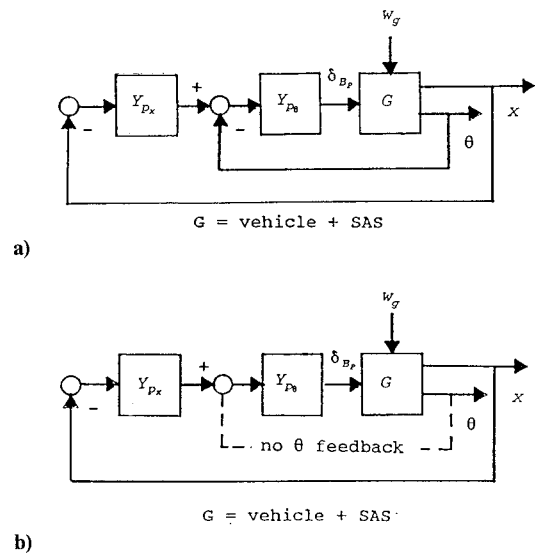 w_g
Y_{p_x} + Y_{p_θ} δ_{B_p} G
− −
x
θ
G = vehicle + SAS
a)
w_g
Y_{p_x} + Y_{p_θ} δ_{B_p} G
−
x
θ
no θ feedback
G = vehicle + SAS
b)